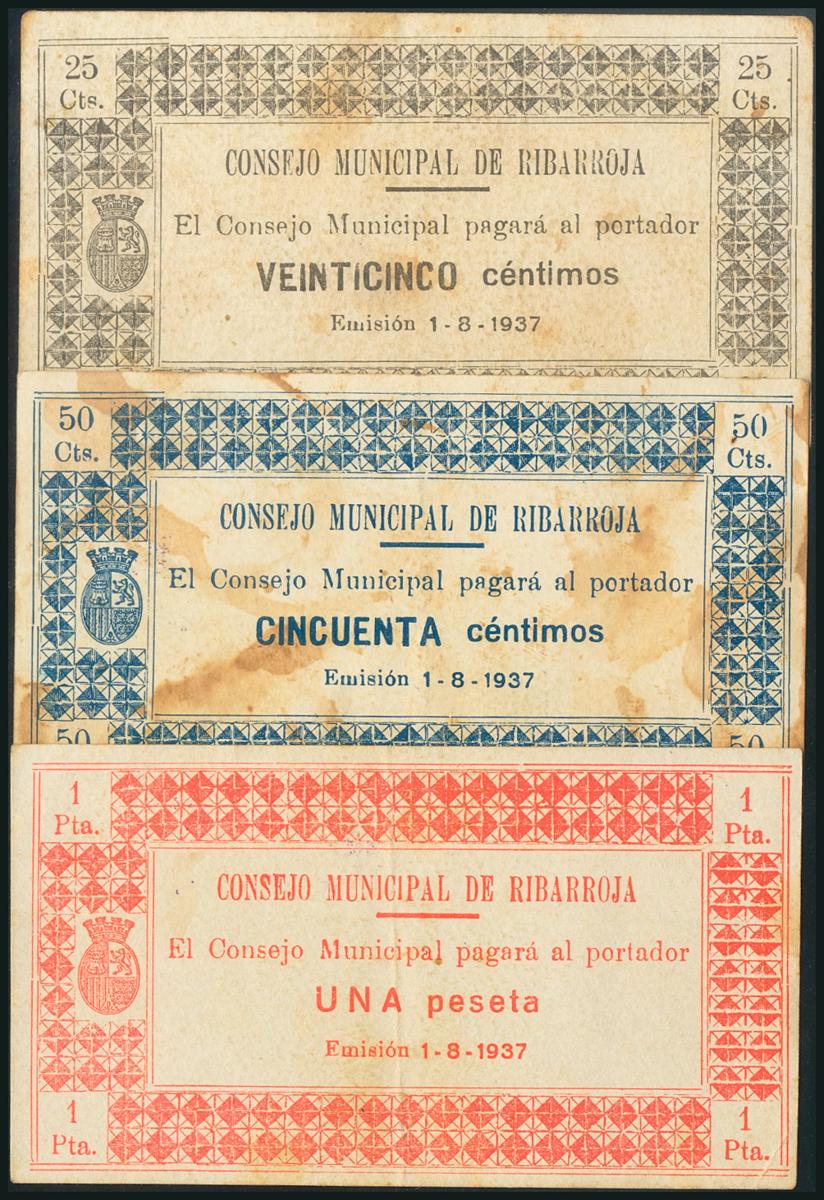 25 Cts.
25 Cts.
CONSEJO MUNICIPAL DE RIBARROJA
El Consejo Municipal pagará al portador
VEINTICINCO céntimos
Emisión 1-8-1937
50 Cts.
50 Cts.
CONSEJO MUNICIPAL DE RIBARROJA
El Consejo Municipal pagará al portador
CINCUENTA céntimos
Emisión 1-8-1937
50
50
1 Pta.
1 Pta.
CONSEJO MUNICIPAL DE RIBARROJA
El Consejo Municipal pagará al portador
UNA peseta
Emisión 1-8-1937
1 Pta.
1 Pta.